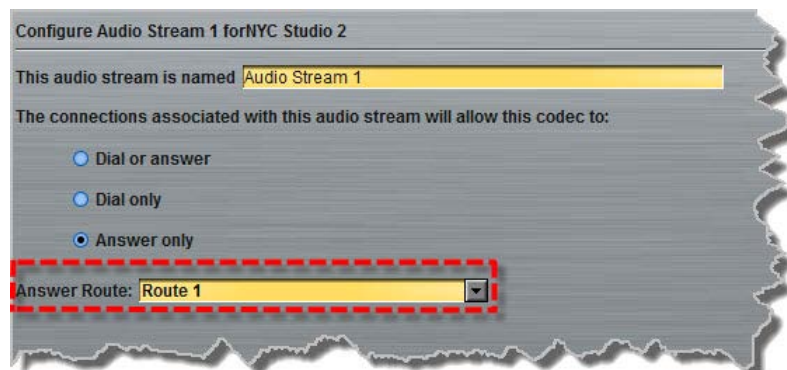 Configure Audio Stream 1 forNYC Studio 2
This audio stream is named Audio Stream 1
The connections associated with this audio stream will allow this codec to:
Dial or answer
Dial only
Answer only
Answer Route: Route 1